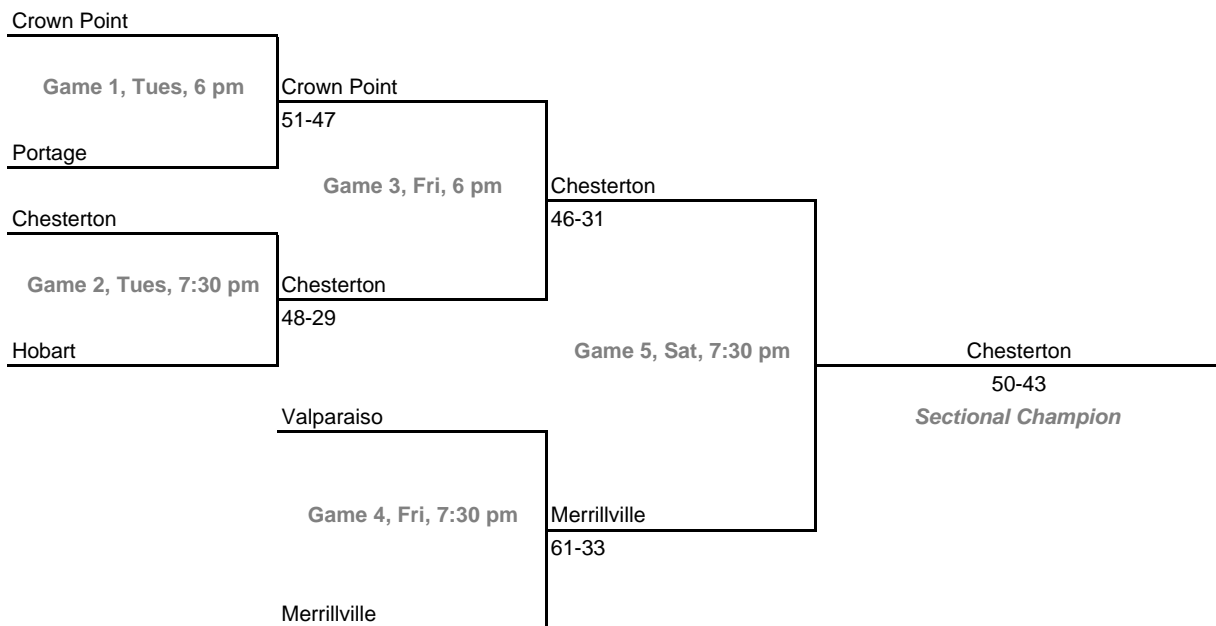 Crown Point
Game 1, Tues, 6 pm
Crown Point
51-47
Portage
Game 3, Fri, 6 pm
Chesterton
46-31
Chesterton
Game 2, Tues, 7:30 pm
Chesterton
48-29
Hobart
Game 5, Sat, 7:30 pm
Chesterton
50-43
Sectional Champion
Valparaiso
Game 4, Fri, 7:30 pm
Merrillville
61-33
Merrillville